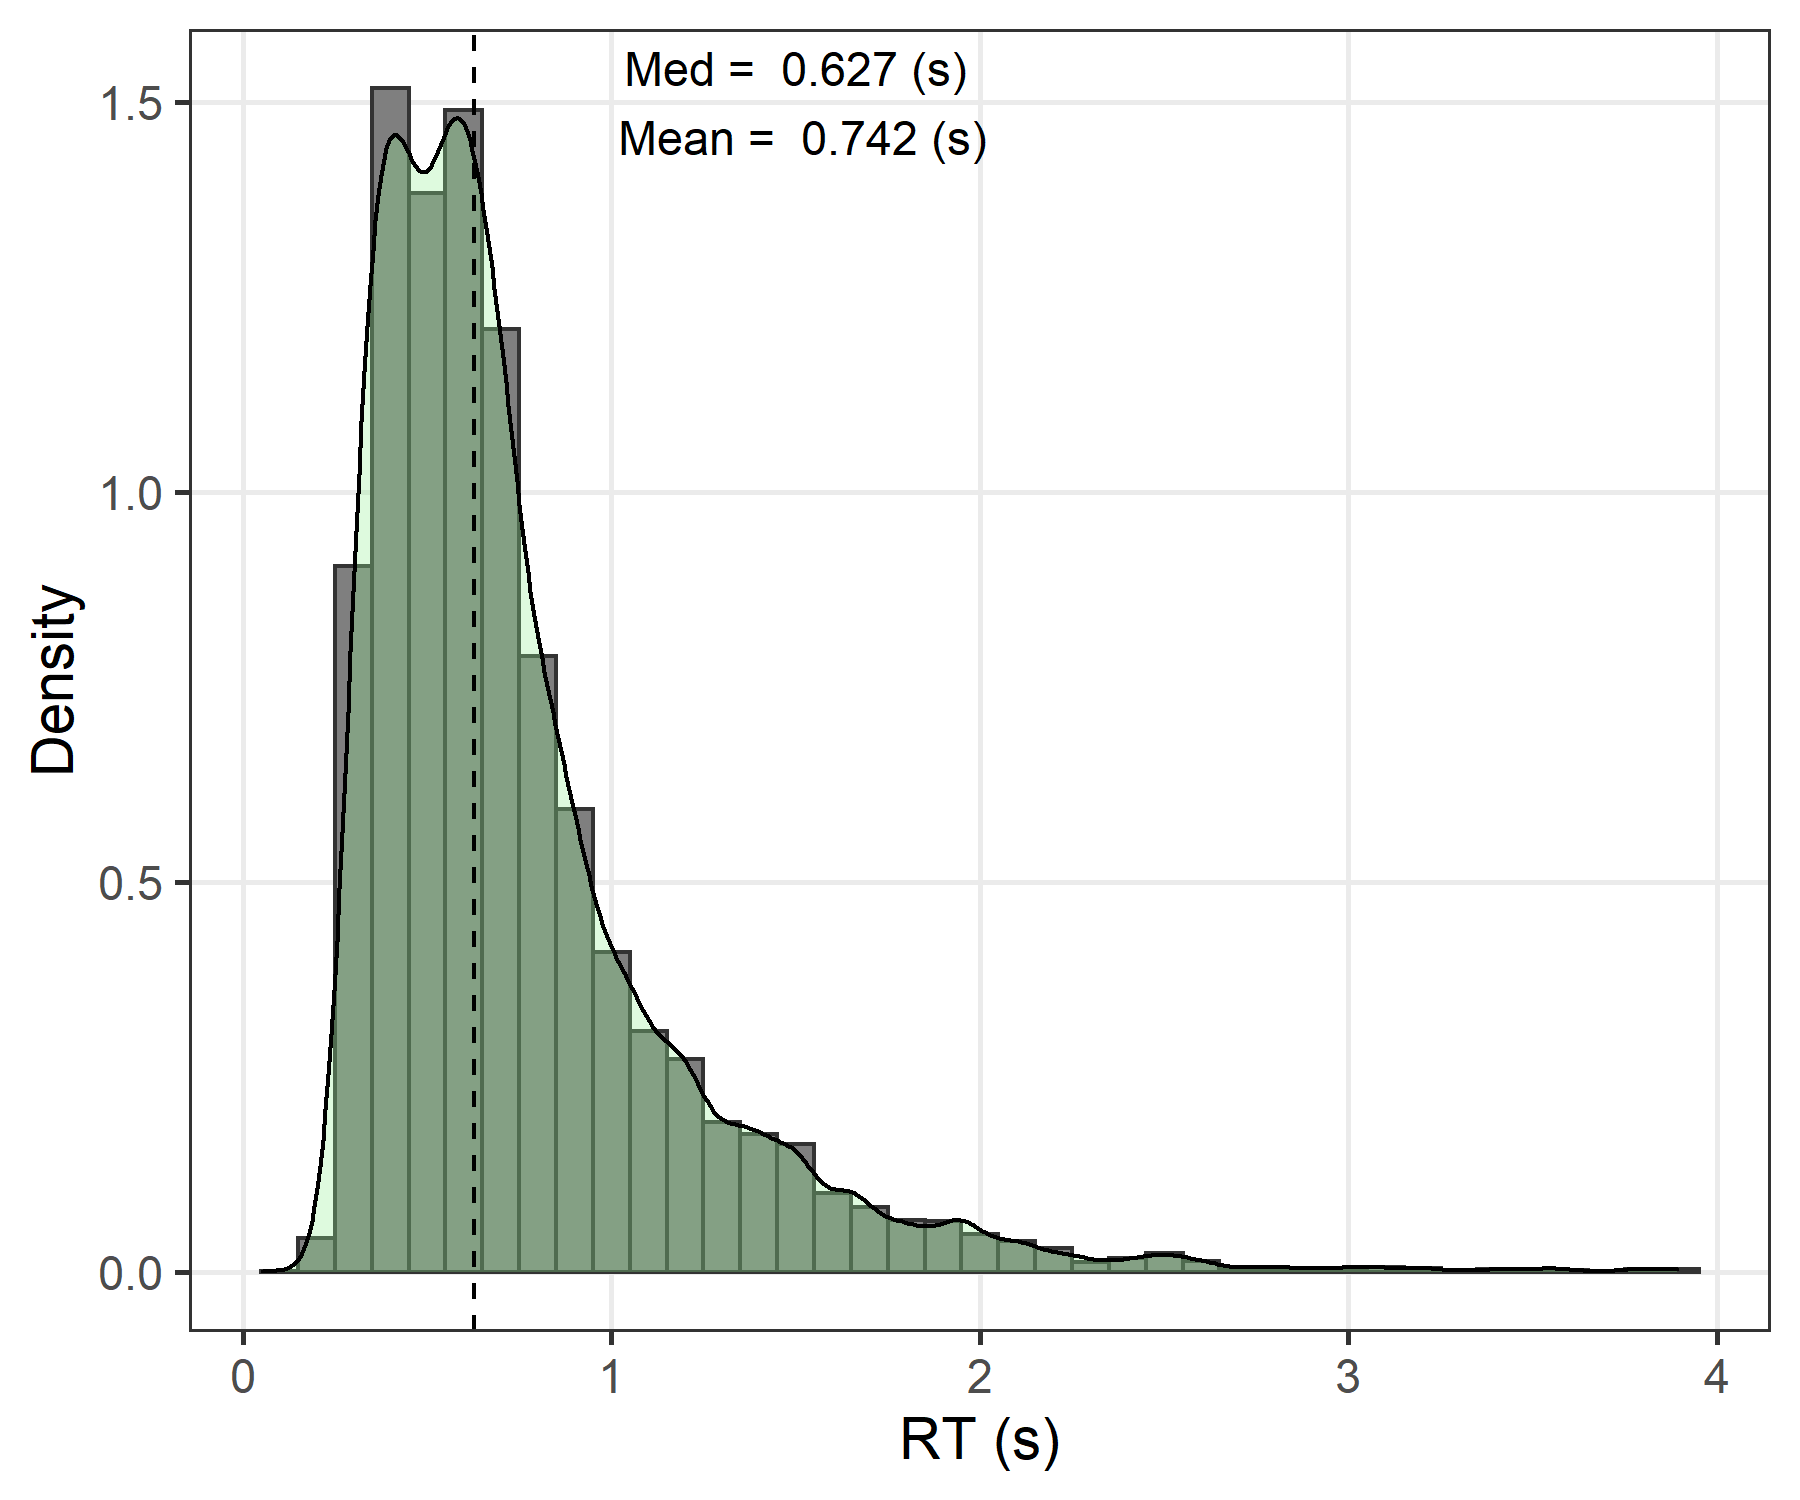 Med =  0.627 (s)
Mean =  0.742 (s)
1.5
1.0
0.5
0.0
Density
0 1 2 3 4
RT (s)